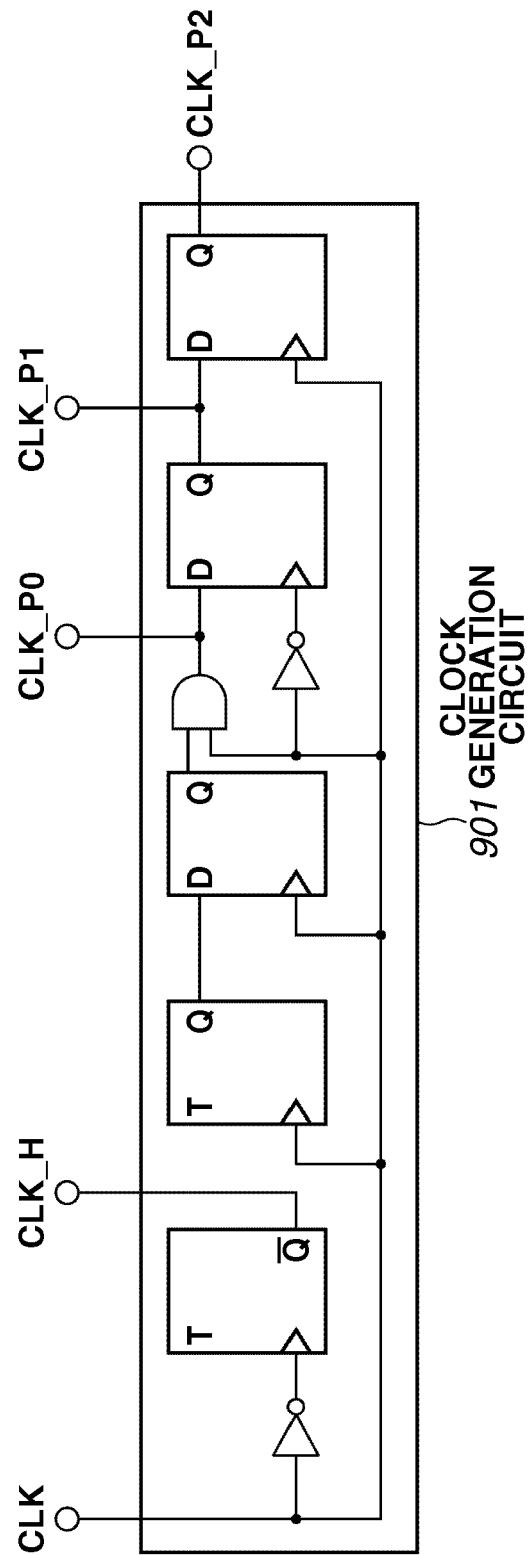 CLK
CLK_H
CLK_P0
CLK_P1
CLK_P2
T
Q̅
T
Q
D
Q
D
Q
D
Q
901
CLOCK
GENERATION
CIRCUIT